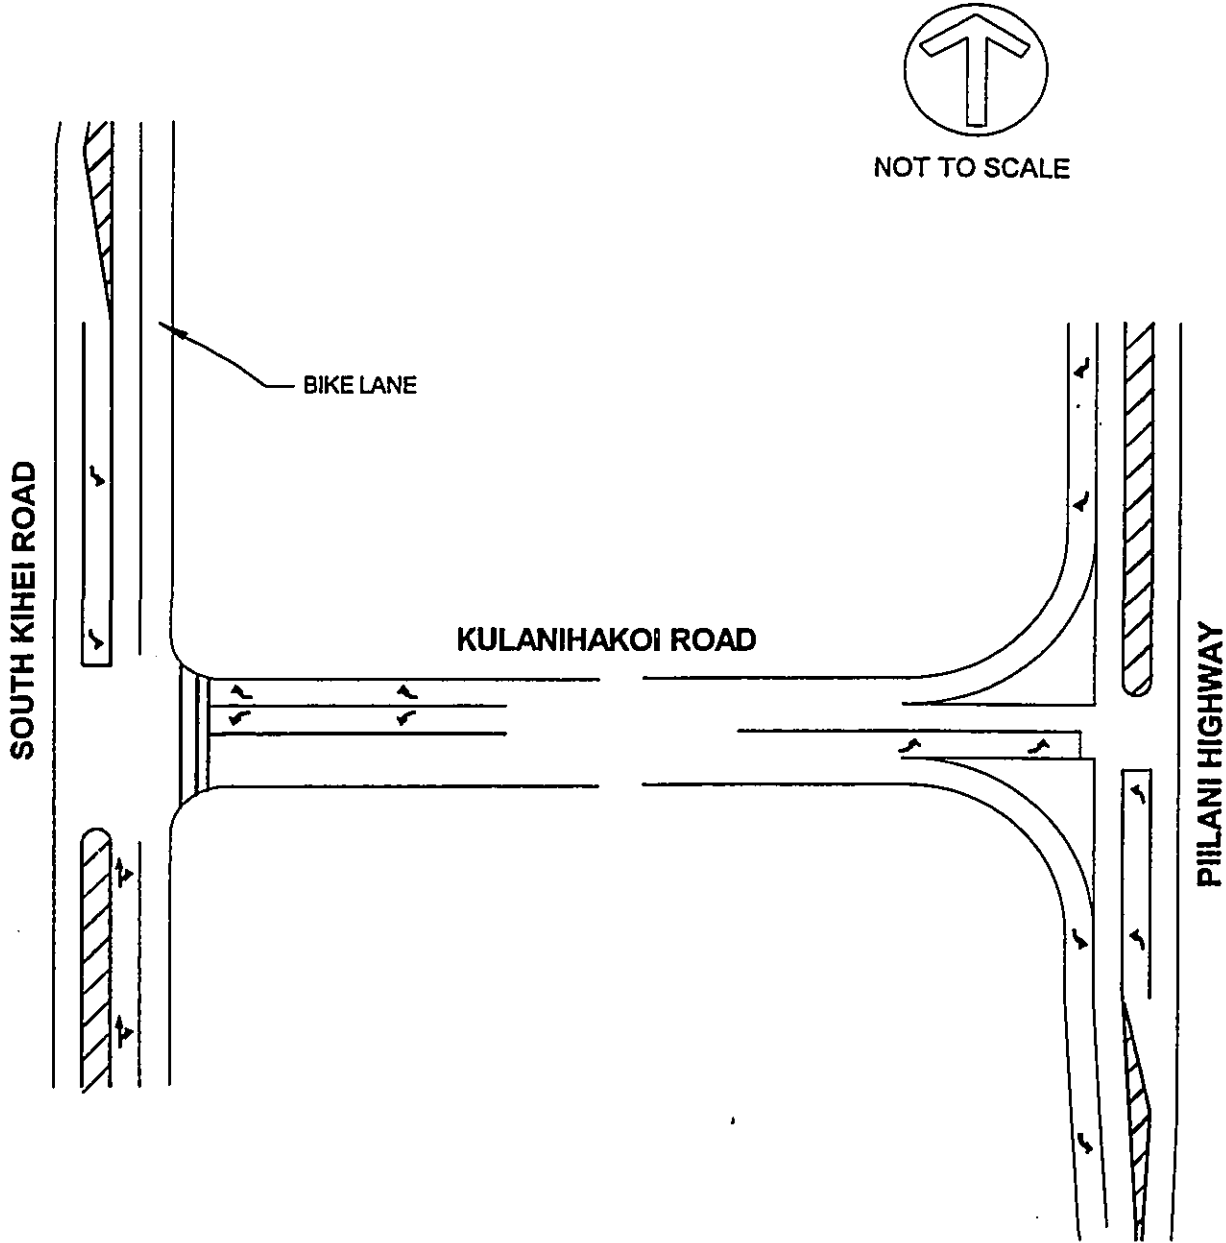 NOT TO SCALE
BIKE LANE
SOUTH KIHEI ROAD
KULANIHAKOI ROAD
PIILANI HIGHWAY